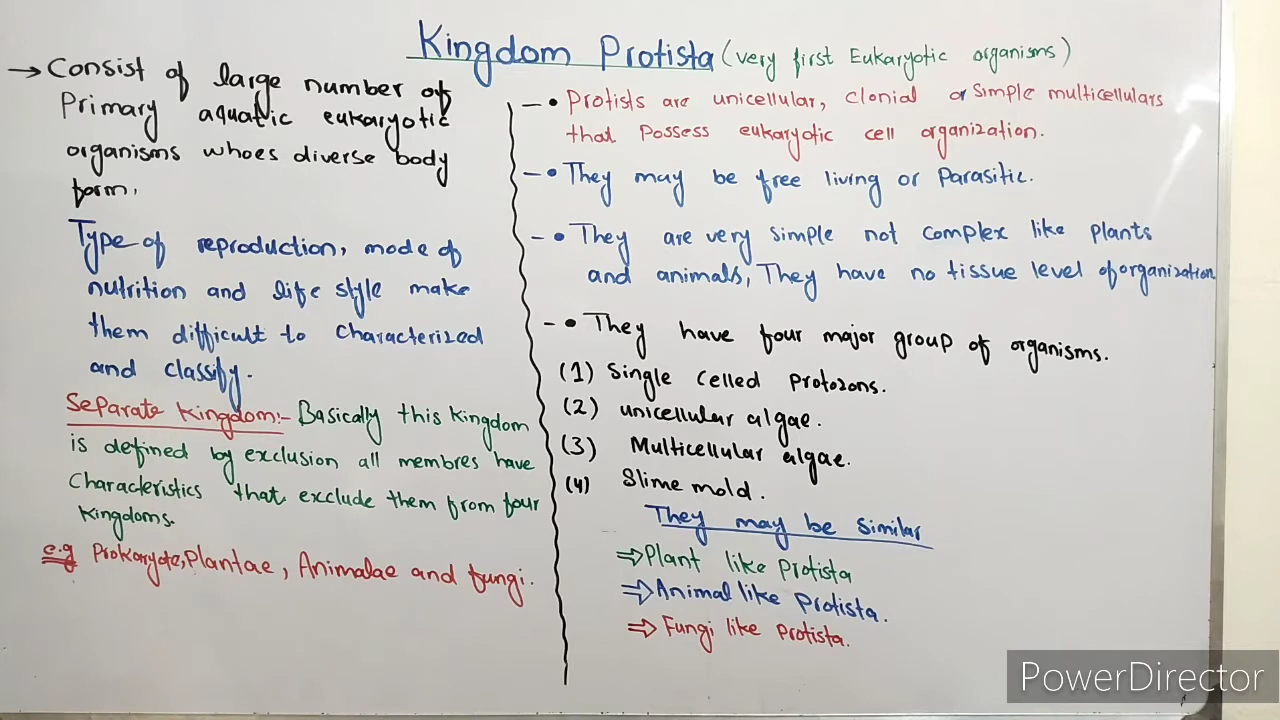 Kingdom Protista (very first Eukaryotic organisms)
→ Consist of large number of
Primary aquatic eukaryotic
organisms whoes diverse body
form.
Type of reproduction, mode of
nutrition and life style make
them difficult to characterized
and classify.
Separate Kingdom:- Basically this Kingdom
is defined by exclusion all membres have
Characteristics that exclude them from four
Kingdoms.
e.g Prokaryote, Plantae, Animalae and fungi.
- • Protists are unicellular, clonial or simple multicellulars
that Possess eukaryotic cell organization.
- • They may be free living or Parasitic.
- • They are very simple not complex like plants
and animals, They have no tissue level of organization
- • They have four major group of organisms.
(1) Single Celled Protozons.
(2) unicellular algae.
(3) Multicellular algae.
(4) Slime mold.
They may be Similar
⇒ Plant like Protista
⇒ Animal like Protista.
⇒ Fungi like Protista.
PowerDirector